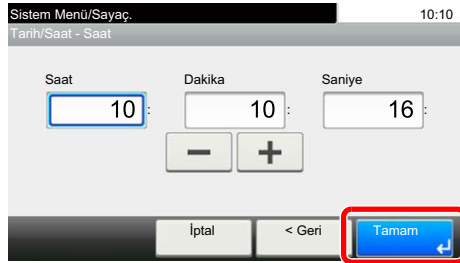 Sistem Menü/Sayaç. 10:10
Tarih/Saat - Saat
Saat Dakika Saniye
10 : 10 : 16 :
İptal < Geri Tamam